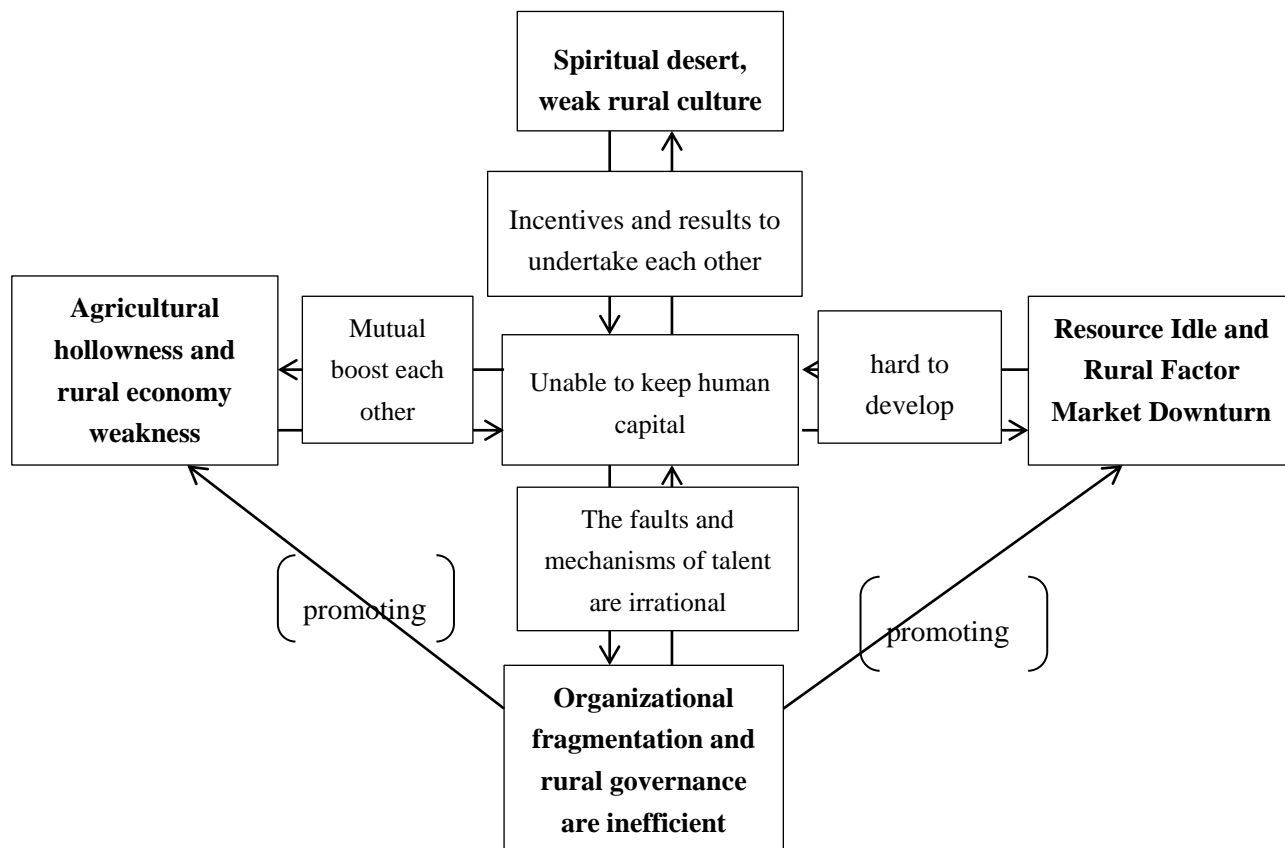 Spiritual desert,
weak rural culture
Incentives and results to
undertake each other
Agricultural
hollowness and
rural economy
weakness
Mutual
boost each
other
Unable to keep human
capital
hard to
develop
Resource Idle and
Rural Factor
Market Downturn
The faults and
mechanisms of talent
are irrational
promoting
promoting
Organizational
fragmentation and
rural governance
are inefficient